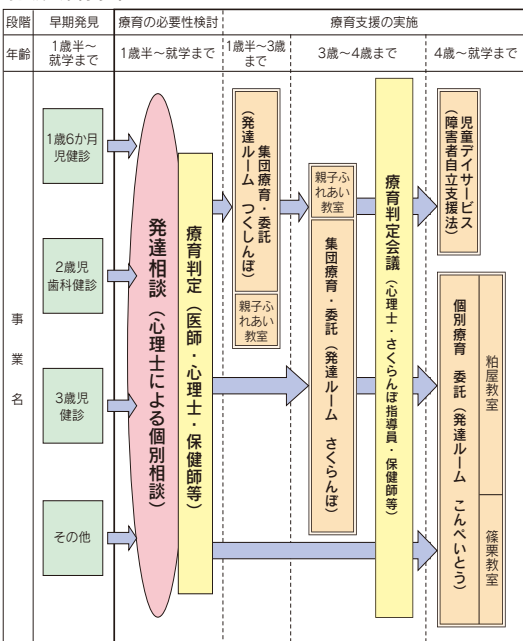 段階
早期発見
療育の必要性検討
療育支援の実施
年齢
1歳半〜
就学まで
1歳半〜就学まで
1歳半〜3歳
まで
3歳〜4歳まで
4歳〜就学まで
事業名
1歳6か月
児健診
2歳児
歯科健診
3歳児
健診
その他
発達相談（心理士による個別相談）
療育判定（医師・心理士・保健師等）
集団療育・委託
（発達ルーム つくしんぼ）
親子ふ
れあい
教室
親子ふ
れあい
教室
集団療育・委託（発達ルーム さくらんぼ）
療育判定会議（心理士・さくらんぼ指導員・保健師等）
児童デイサービス
（障害者自立支援法）
個別療育 委託（発達ルーム こんぺいとう）
粕屋教室
篠栗教室